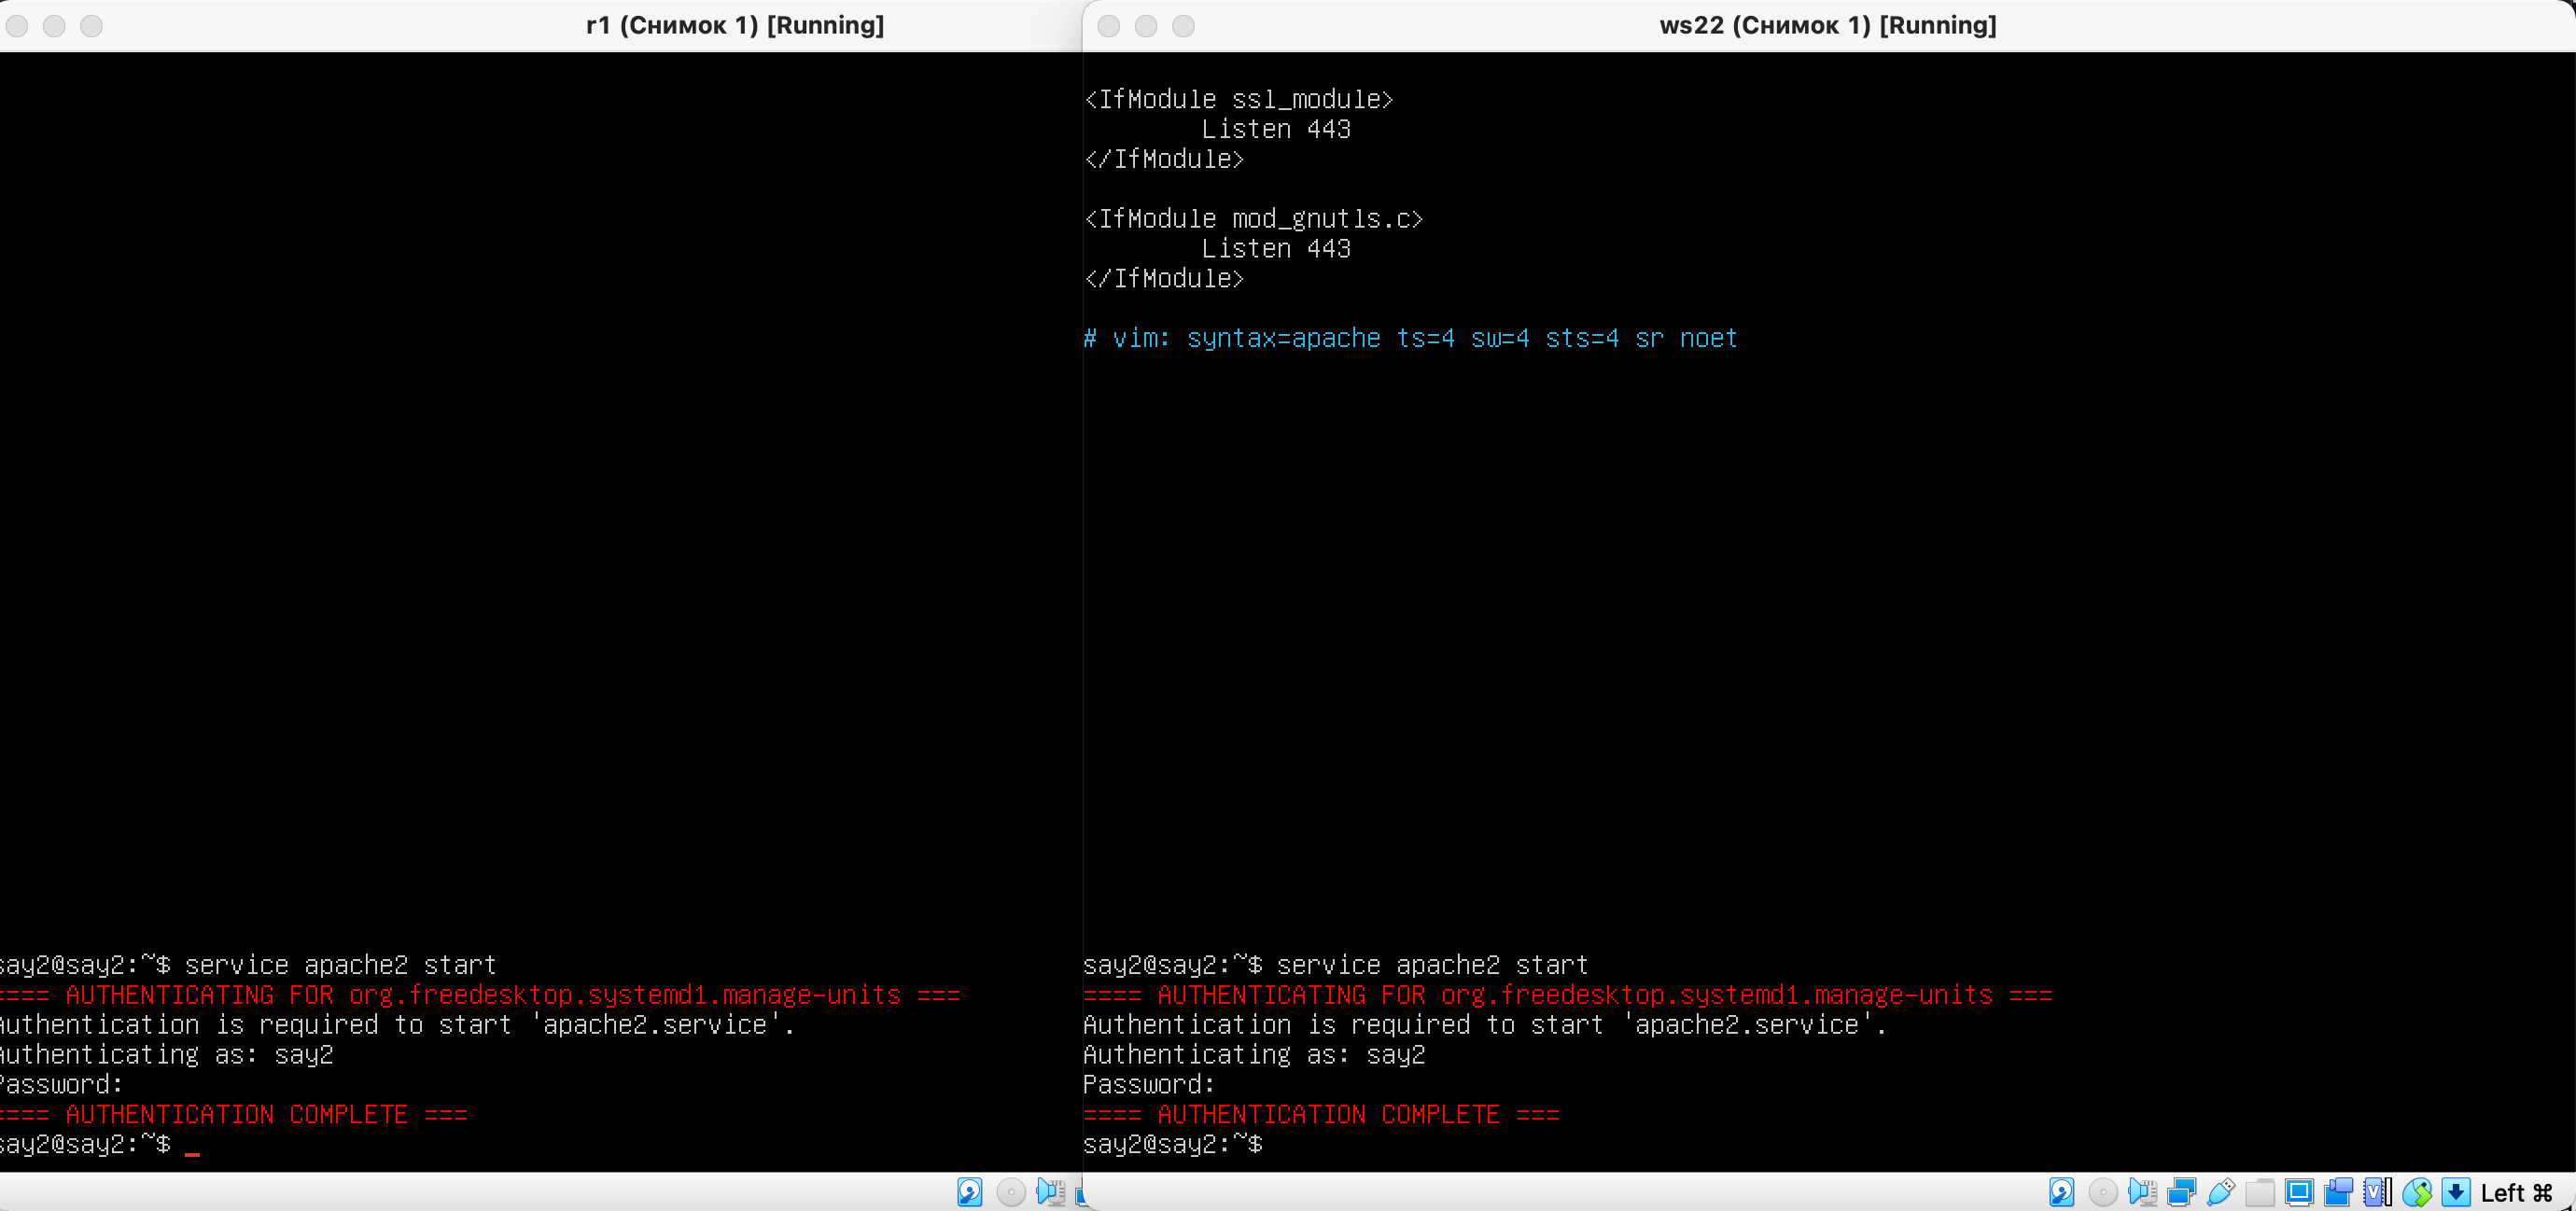 r1 (Снимок 1) [Running]
say2@say2:~$ service apache2 start
==== AUTHENTICATING FOR org.freedesktop.systemd1.manage-units ===
Authentication is required to start 'apache2.service'.
Authenticating as: say2
Password:
==== AUTHENTICATION COMPLETE ===
say2@say2:~$
ws22 (Снимок 1) [Running]
<IfModule ssl_module>
Listen 443
</IfModule>
<IfModule mod_gnutls.c>
Listen 443
</IfModule>
# vim: syntax=apache ts=4 sw=4 sts=4 sr noet
say2@say2:~$ service apache2 start
==== AUTHENTICATING FOR org.freedesktop.systemd1.manage-units ===
Authentication is required to start 'apache2.service'.
Authenticating as: say2
Password:
==== AUTHENTICATION COMPLETE ===
say2@say2:~$
Left ⌘